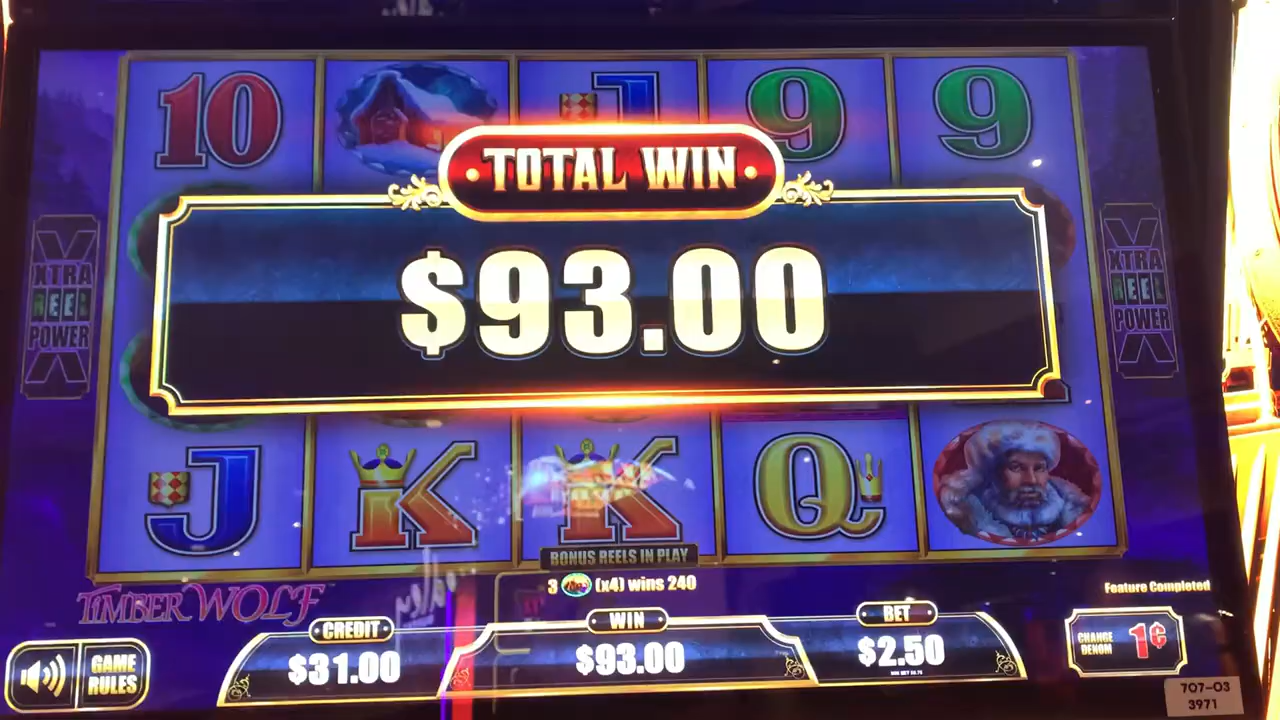 10
J
9
9
TOTAL WIN
$93.00
XTRA
REEL
POWER
XTRA
REEL
POWER
J
K
K
Q
BONUS REELS IN PLAY
3 (x4) wins 240
Feature Completed
TIMBER WOLF™
CREDIT
$31.00
WIN
$93.00
BET
$2.50
GAME
RULES
CHANGE
DENOM
1¢
707-03
3971